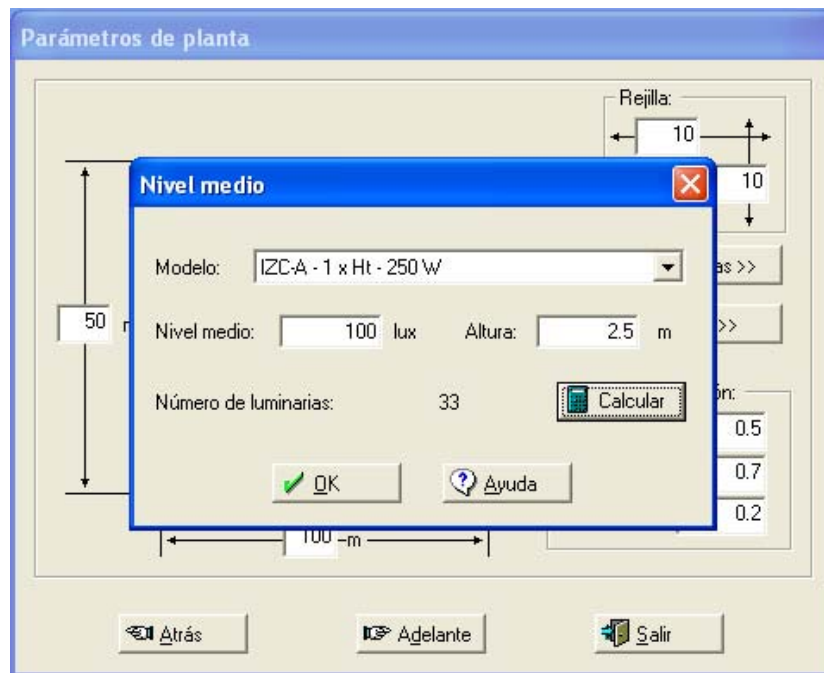 Parámetros de planta
Rejilla:
10
10
Nivel medio
Modelo: IZC-A - 1 x Ht - 250 W
as >>
50
Nivel medio: 100 lux Altura: 2.5 m
>>
Número de luminarias: 33 Calcular
ón:
0.5
OK Ayuda
0.7
0.2
100 m
Atrás Adelante Salir